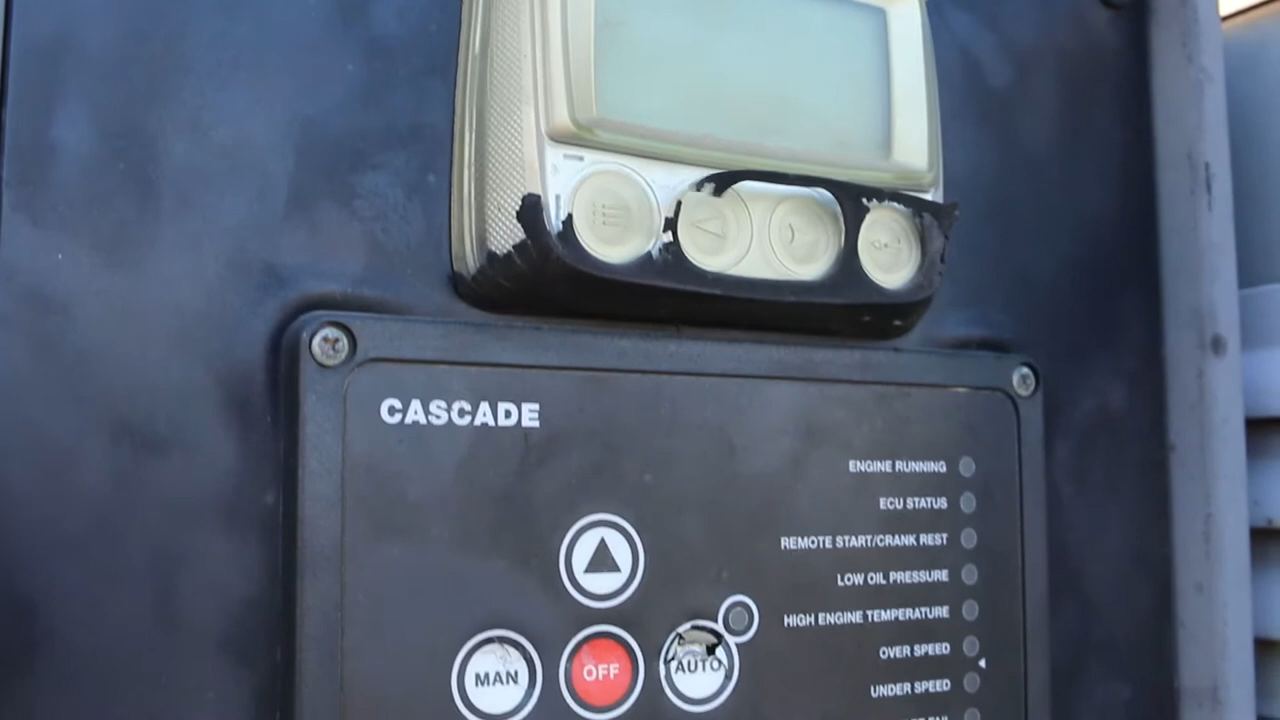 CASCADE
ENGINE RUNNING
ECU STATUS
REMOTE START/CRANK REST
LOW OIL PRESSURE
HIGH ENGINE TEMPERATURE
OVER SPEED
UNDER SPEED
MAN
OFF
AUTO
FAIL